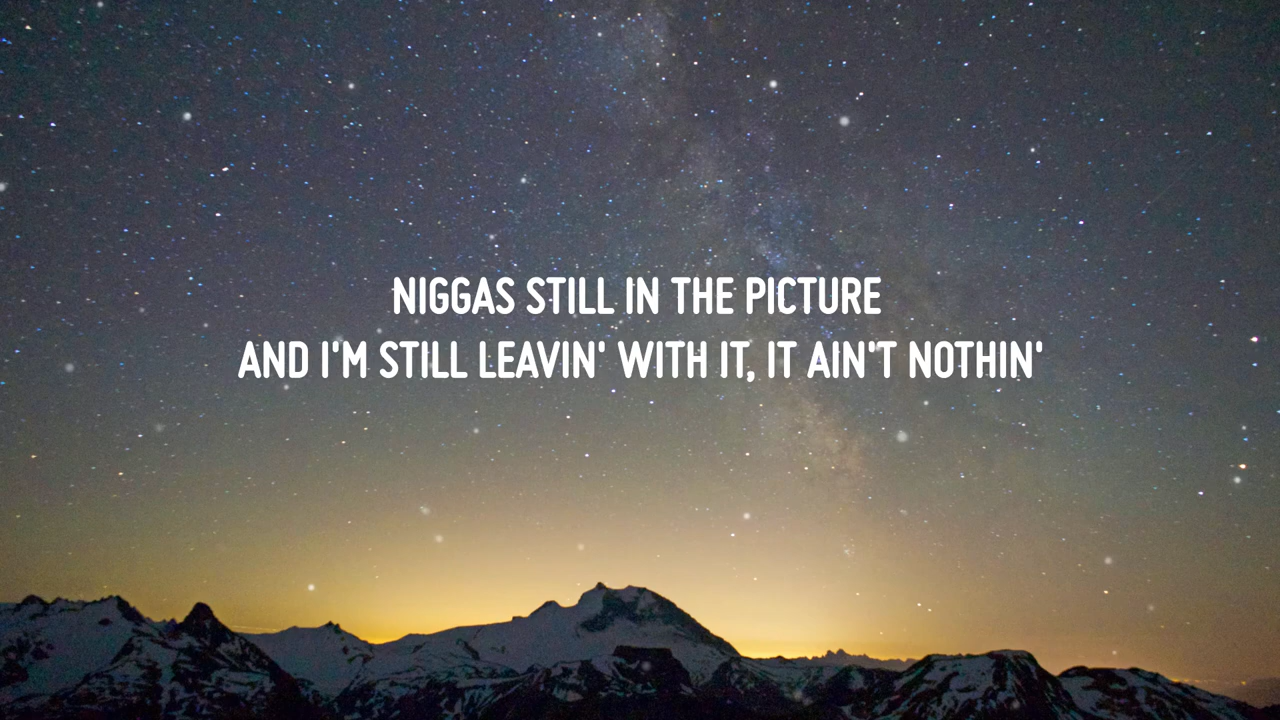 NIGGAS STILL IN THE PICTURE
AND I'M STILL LEAVIN' WITH IT, IT AIN'T NOTHIN'